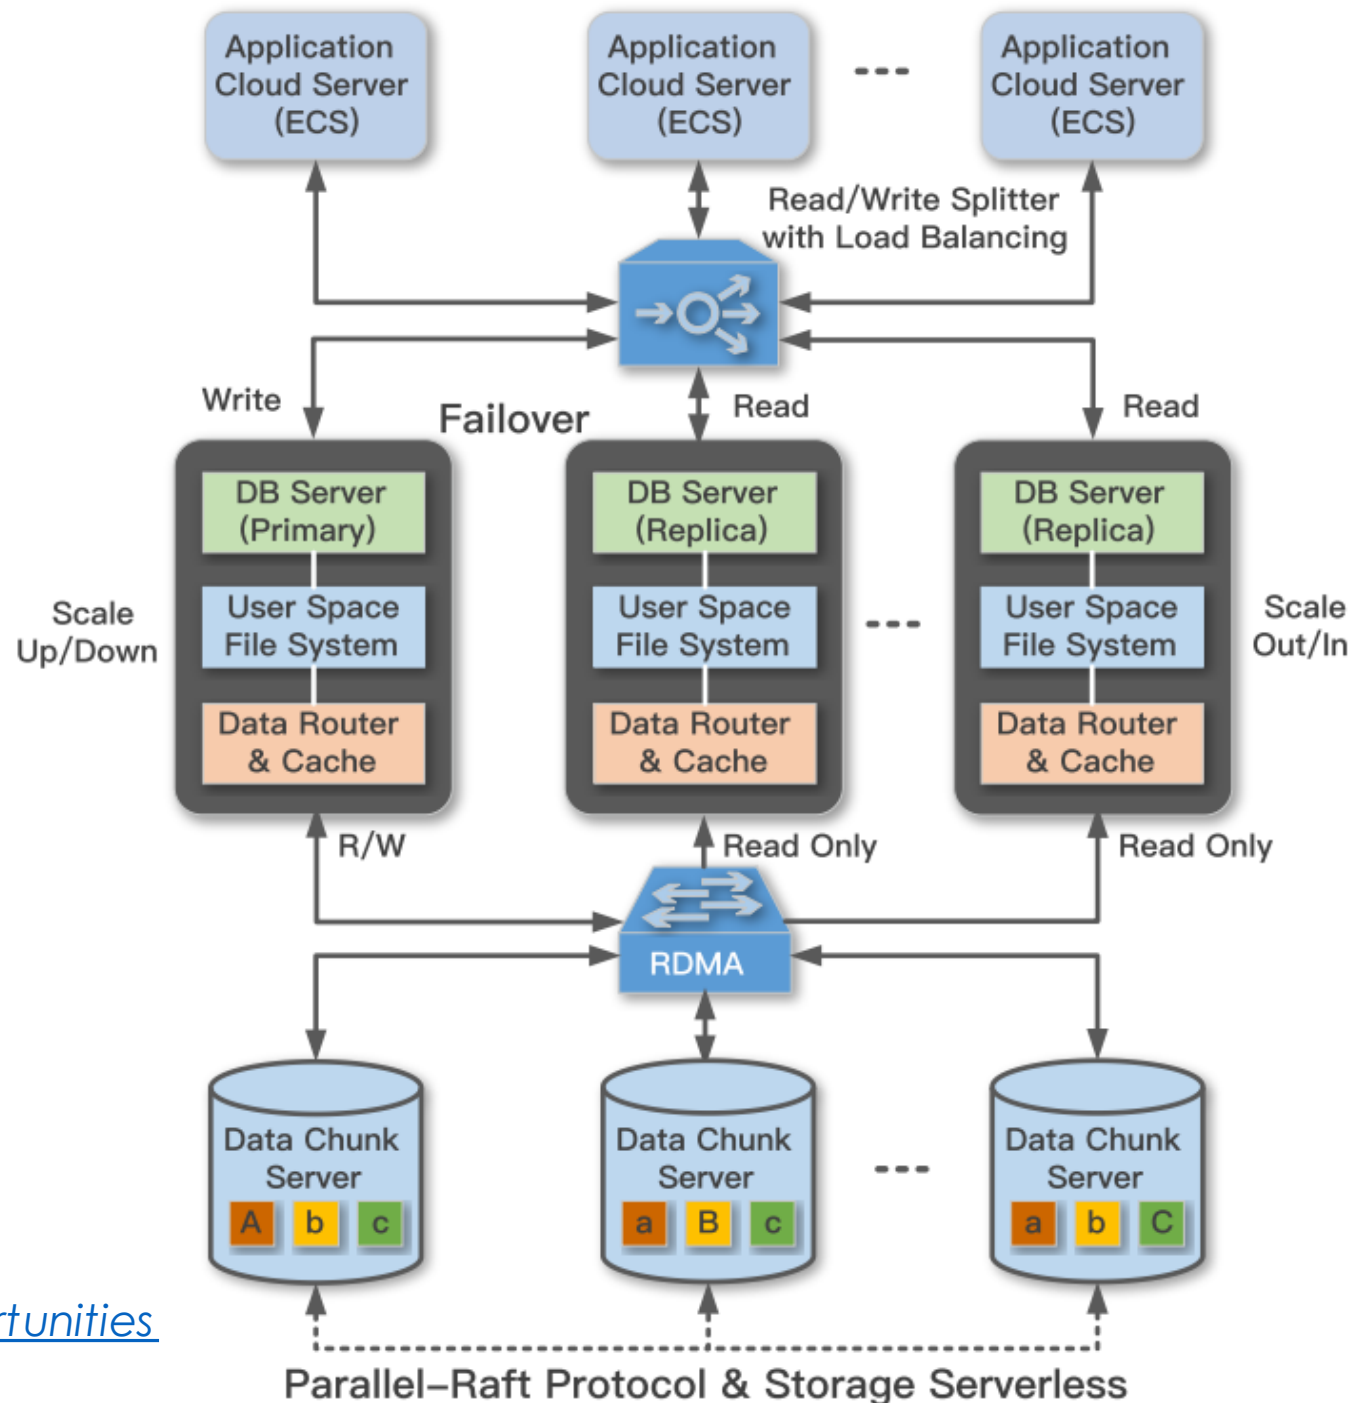 Application
Cloud Server
(ECS)
Application
Cloud Server
(ECS)
---
Application
Cloud Server
(ECS)
Read/Write Splitter
with Load Balancing
Write
Failover
Read
Read
DB Server
(Primary)
User Space
File System
Data Router
& Cache
DB Server
(Replica)
User Space
File System
Data Router
& Cache
---
DB Server
(Replica)
User Space
File System
Data Router
& Cache
Scale
Up/Down
Scale
Out/In
R/W
Read Only
Read Only
RDMA
Data Chunk
Server
A b c
Data Chunk
Server
a B c
---
Data Chunk
Server
a b C
rtunities
Parallel-Raft Protocol & Storage Serverless